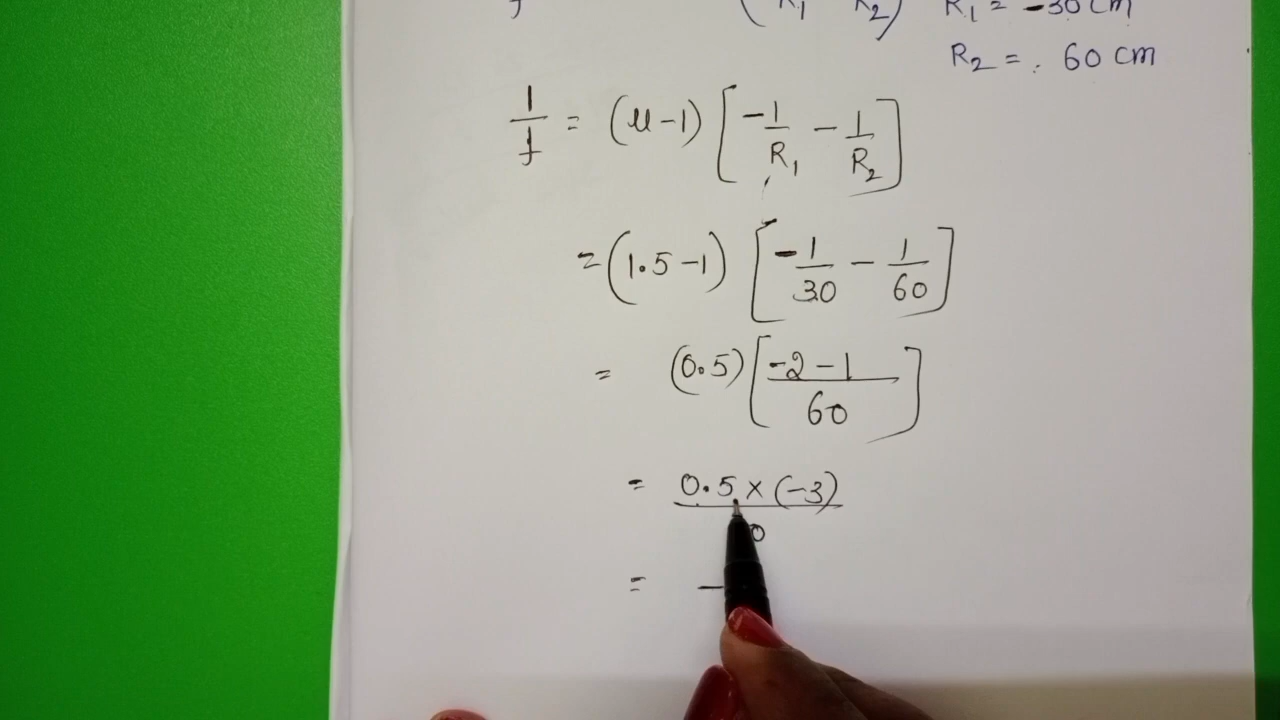 R₁ = -30 cm
R₂ = . 60 cm
1/f = (μ-1) [-1/R₁ - 1/R₂]
= (1.5-1) [-1/30 - 1/60]
= (0.5) [-2-1/60]
= 0.5 × (-3)/0
= -